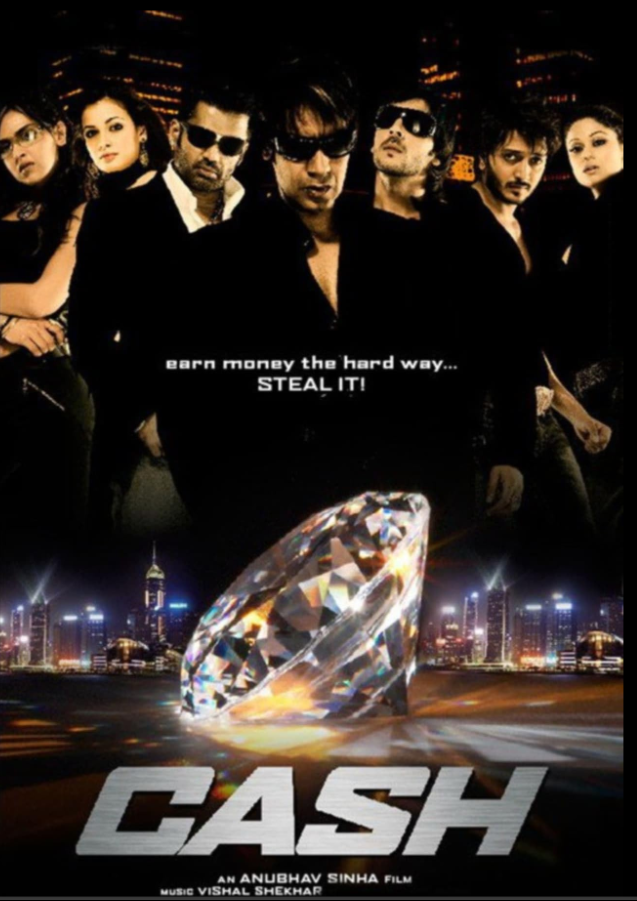 earn money the hard way...
STEAL IT!
CASH
AN ANUBHAV SINHA FILM
MUSIC VISHAL SHEKHAR